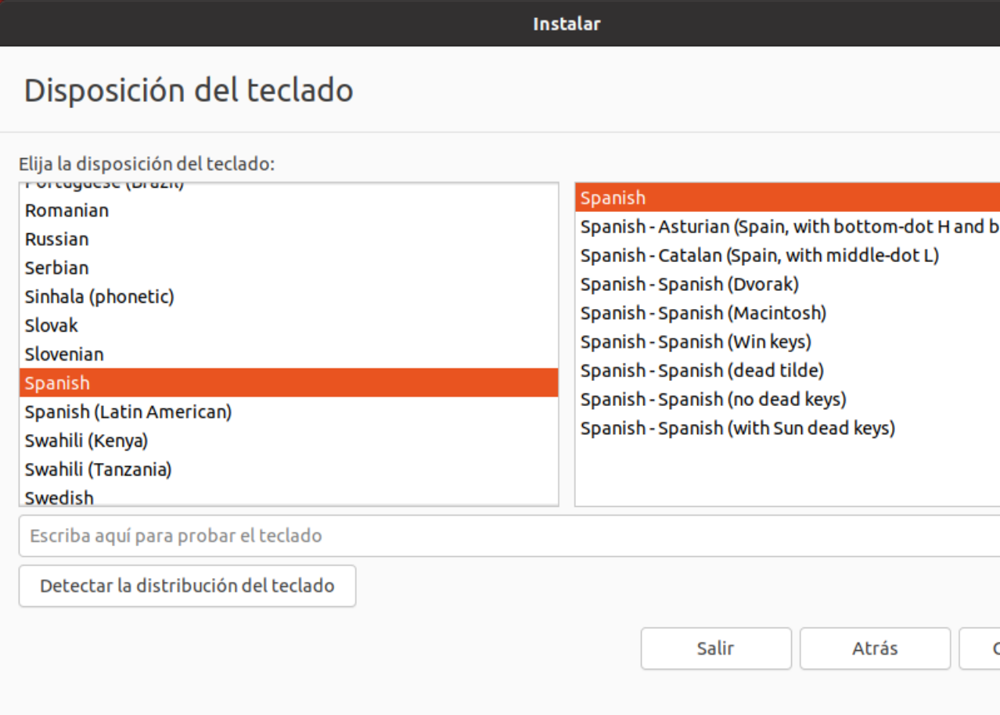 Instalar
Disposición del teclado
Elija la disposición del teclado:
Portuguese (Brazil)
Romanian
Russian
Serbian
Sinhala (phonetic)
Slovak
Slovenian
Spanish
Spanish (Latin American)
Swahili (Kenya)
Swahili (Tanzania)
Swedish
Spanish
Spanish - Asturian (Spain, with bottom-dot H and b
Spanish - Catalan (Spain, with middle-dot L)
Spanish - Spanish (Dvorak)
Spanish - Spanish (Macintosh)
Spanish - Spanish (Win keys)
Spanish - Spanish (dead tilde)
Spanish - Spanish (no dead keys)
Spanish - Spanish (with Sun dead keys)
Escriba aquí para probar el teclado
Detectar la distribución del teclado
Salir
Atrás